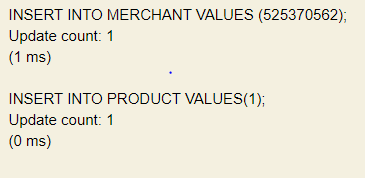 INSERT INTO MERCHANT VALUES (525370562);
Update count: 1
(1 ms)
INSERT INTO PRODUCT VALUES(1);
Update count: 1
(0 ms)